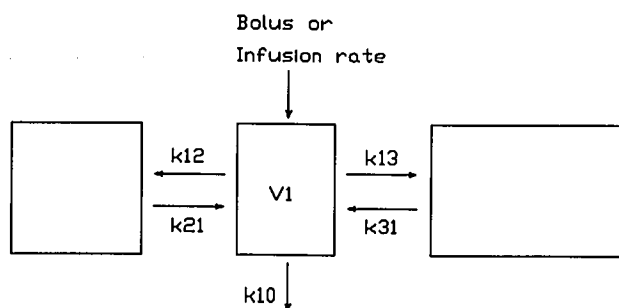 Bolus or
Infusion rate
k12
k13
V1
k21
k31
k10